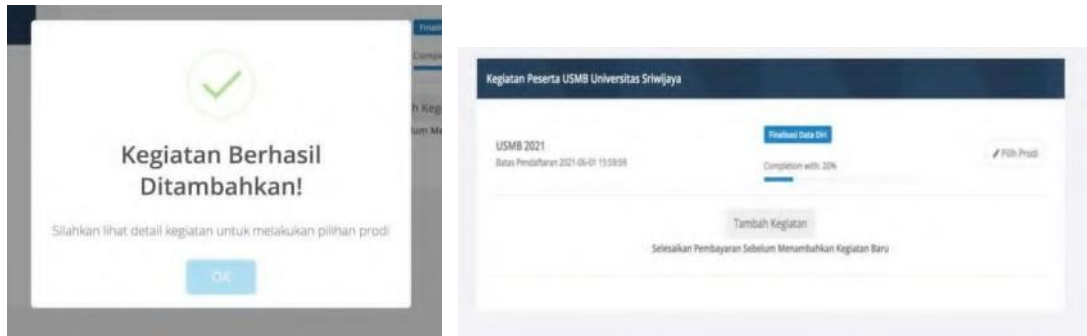 Kegiatan Berhasil
Ditambahkan!
Silahkan lihat detail kegiatan untuk melakukan pilihan prodi
OK
Kegiatan Peserta USMB Universitas Sriwijaya
USMB 2021
Batas Pendaftaran 2021-06-01 15:59:59
Finalisasi Data Diri
Completion with: 20%
Pilih Prodi
Tambah Kegiatan
Selesaikan Pembayaran Sebelum Menambahkan Kegiatan Baru